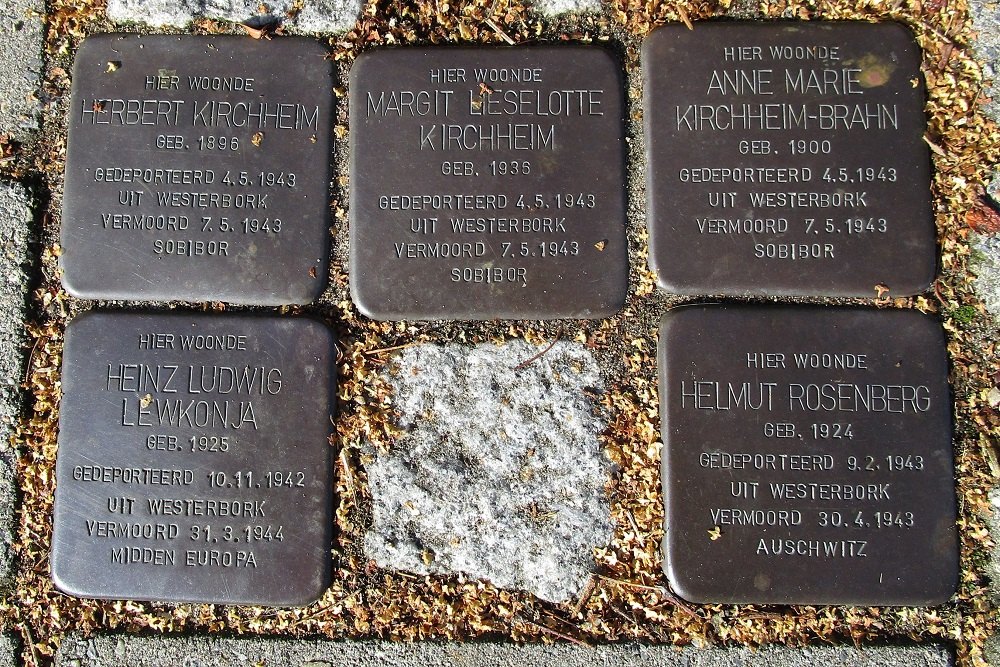 HIER WOONDE
HERBERT KIRCHHEIM
GEB. 1896
GEDEPORTEERD 4.5.1943
UIT WESTERBORK
VERMOORD 7.5.1943
SOBIBOR
HIER WOONDE
MARGIT LIESELOTTE
KIRCHHEIM
GEB. 1936
GEDEPORTEERD 4.5.1943
UIT WESTERBORK
VERMOORD 7.5.1943
SOBIBOR
HIER WOONDE
ANNE MARIE
KIRCHHEIM-BRAHN
GEB. 1900
GEDEPORTEERD 4.5.1943
UIT WESTERBORK
VERMOORD 7.5.1943
SOBIBOR
HIER WOONDE
HEINZ LUDWIG
LEWKONJA
GEB. 1925
GEDEPORTEERD 10.11.1942
UIT WESTERBORK
VERMOORD 31.3.1944
MIDDEN EUROPA
HIER WOONDE
HELMUT ROSENBERG
GEB. 1924
GEDEPORTEERD 9.2.1943
UIT WESTERBORK
VERMOORD 30.4.1943
AUSCHWITZ